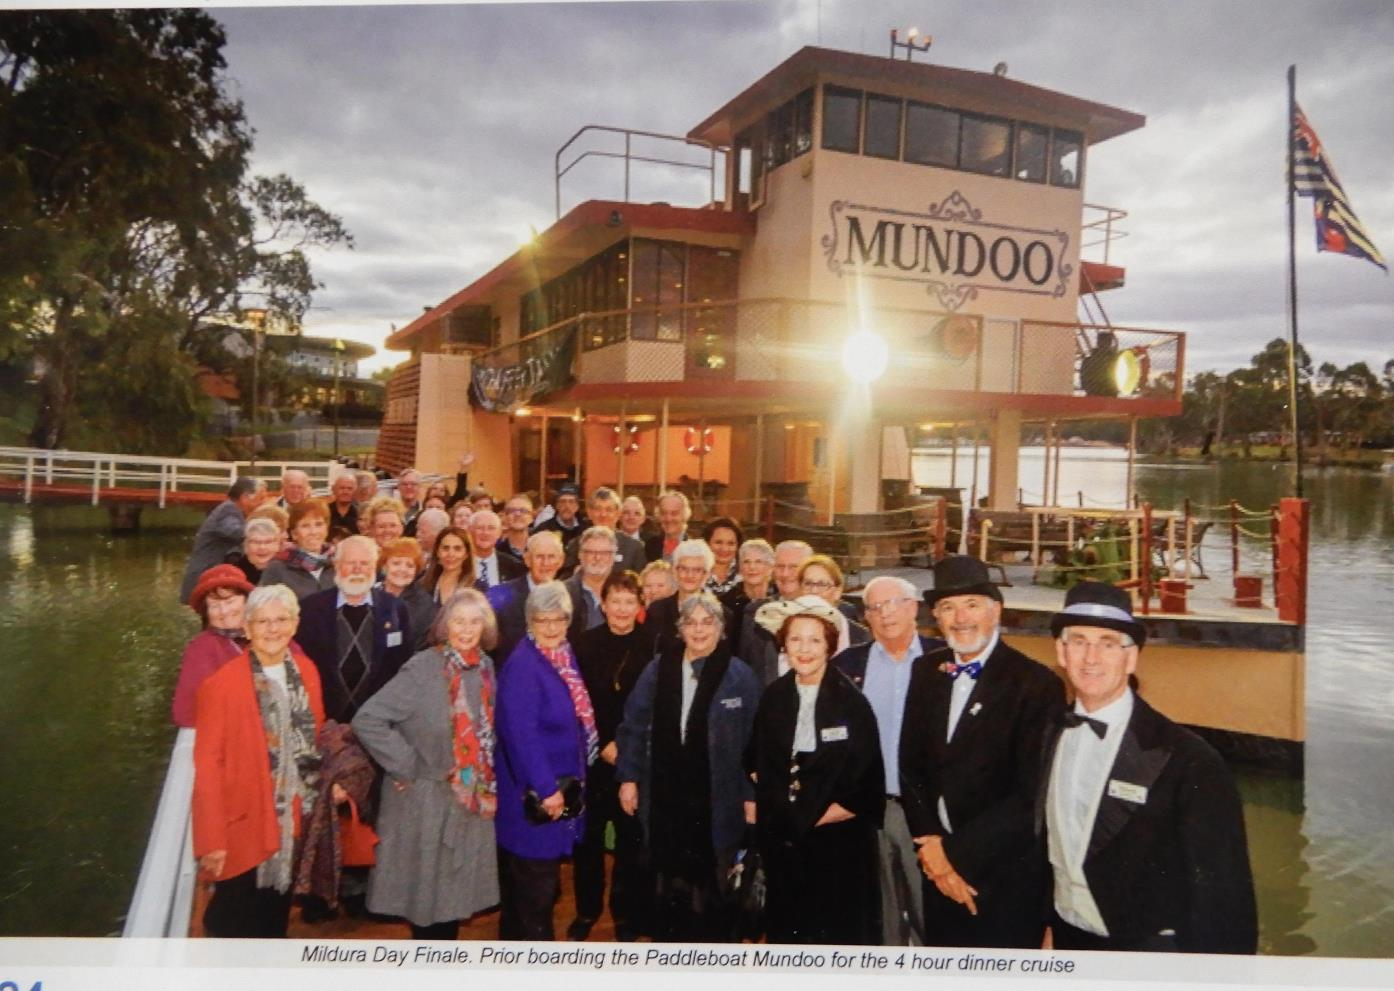 MUNDOO
Mildura Day Finale. Prior boarding the Paddleboat Mundoo for the 4 hour dinner cruise